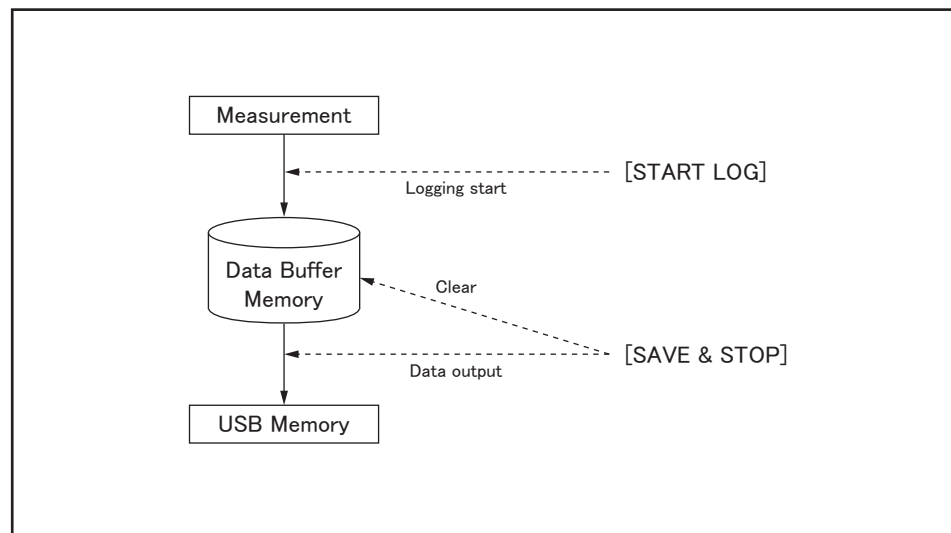 Measurement
[START LOG]
Logging start
Data Buffer
Memory
Clear
[SAVE & STOP]
Data output
USB Memory